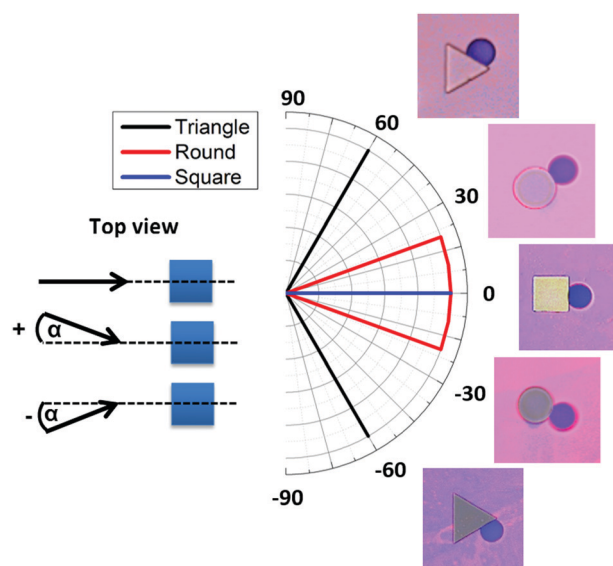 Triangle
Round
Square
Top view
+ α
- α
90
60
30
0
-30
-60
-90